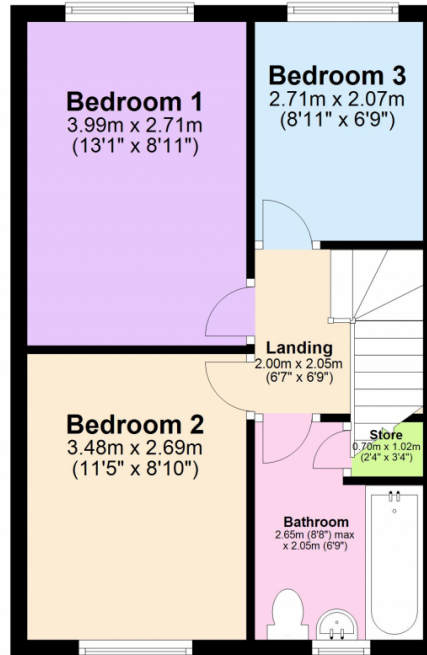 Bedroom 1
3.99m x 2.71m
(13'1" x 8'11")
Bedroom 3
2.71m x 2.07m
(8'11" x 6'9")
Landing
2.00m x 2.05m
(6'7" x 6'9")
Bedroom 2
3.48m x 2.69m
(11'5" x 8'10")
Store
0.70m x 1.02m
(2'4" x 3'4")
Bathroom
2.65m (8'8") max
x 2.05m (6'9")